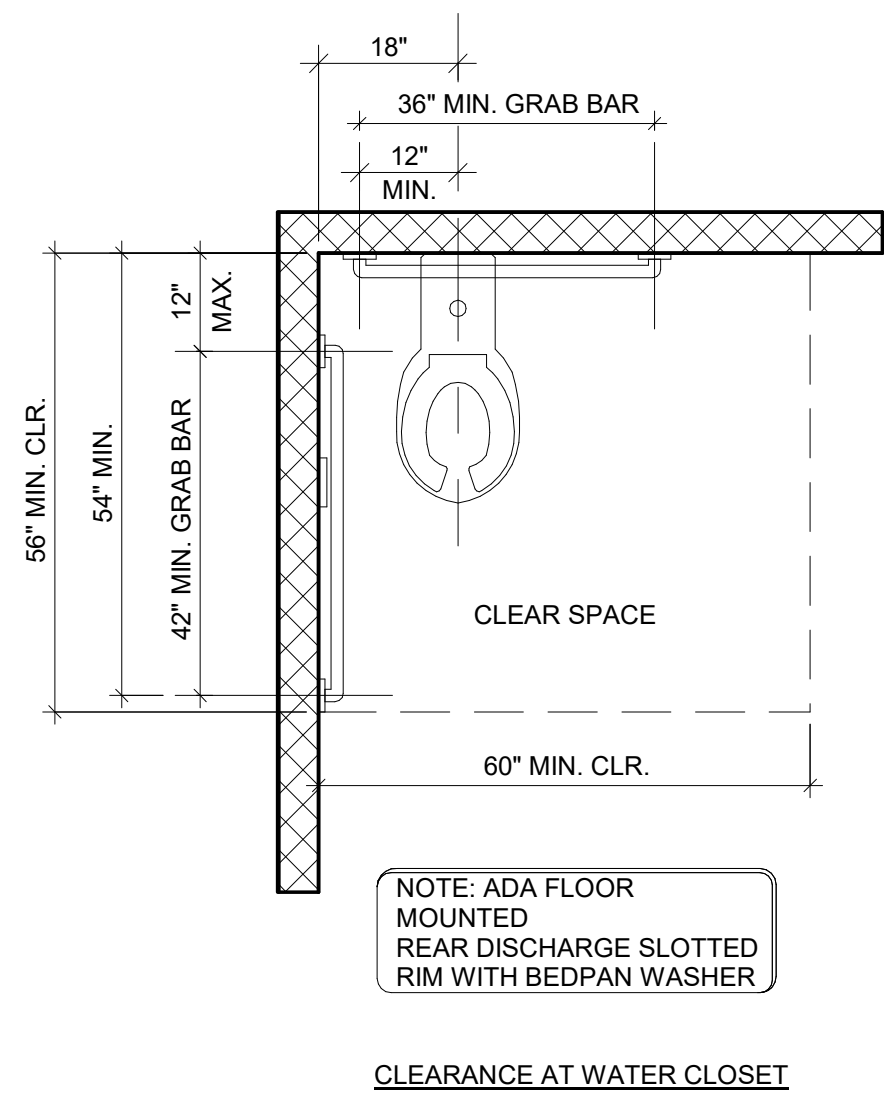 18"
36" MIN. GRAB BAR
12"
MIN.
12"
MAX.
56" MIN. CLR.
54" MIN.
42" MIN. GRAB BAR
CLEAR SPACE
60" MIN. CLR.
NOTE: ADA FLOOR
MOUNTED
REAR DISCHARGE SLOTTED
RIM WITH BEDPAN WASHER
CLEARANCE AT WATER CLOSET